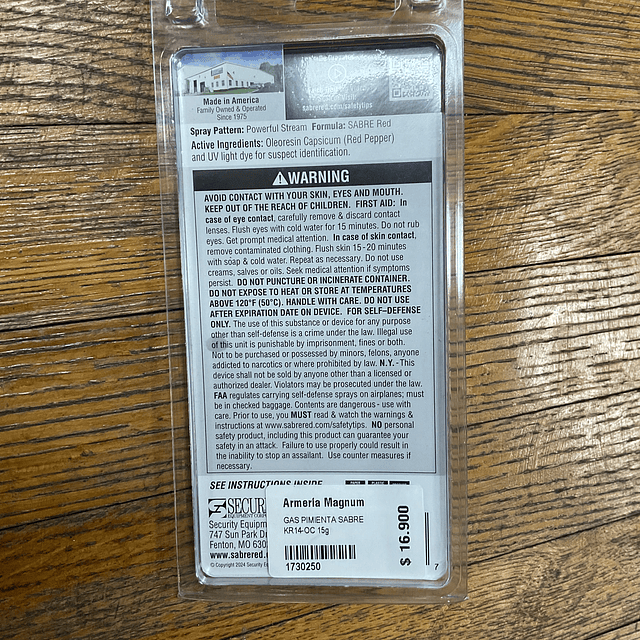 Made in America
Family Owned & Operated
Since 1975
sabrered.com/safetytips
Spray Pattern: Powerful Stream Formula: SABRE Red
Active Ingredients: Oleoresin Capsicum (Red Pepper)
and UV light dye for suspect identification.
WARNING
AVOID CONTACT WITH YOUR SKIN, EYES AND MOUTH.
KEEP OUT OF THE REACH OF CHILDREN. FIRST AID: In
case of eye contact, carefully remove & discard contact
lenses. Flush eyes with cold water for 15 minutes. Do not rub
eyes. Get prompt medical attention. In case of skin contact,
remove contaminated clothing. Flush skin 15-20 minutes
with soap & cold water. Repeat as necessary. Do not use
creams, salves or oils. Seek medical attention if symptoms
persist. DO NOT PUNCTURE OR INCINERATE CONTAINER.
DO NOT EXPOSE TO HEAT OR STORE AT TEMPERATURES
ABOVE 120°F (50°C). HANDLE WITH CARE. DO NOT USE
AFTER EXPIRATION DATE ON DEVICE. FOR SELF-DEFENSE
ONLY. The use of this substance or device for any purpose
other than self-defense is a crime under the law. Illegal use
of this unit is punishable by imprisonment, fines or both.
Not to be purchased or possessed by minors, felons, anyone
addicted to narcotics or where prohibited by law. N.Y. - This
device shall not be sold by anyone other than a licensed or
authorized dealer. Violators may be prosecuted under the law.
FAA regulates carrying self-defense sprays on airplanes; must
be in checked baggage. Contents are dangerous - use with
care. Prior to use, you MUST read & watch the warnings &
instructions at www.sabrered.com/safetytips. NO personal
safety product, including this product can guarantee your
safety in an attack. Failure to use properly could result in
the inability to stop an assailant. Use counter measures if
necessary.
SEE INSTRUCTIONS INSIDE
SECUR
EQUIPMENT CORP
Security Equipm
747 Sun Park D
Fenton, MO 630
www.sabrered.
© Copyright 2024 Security E
Armeria Magnum
GAS PIMIENTA SABRE
KR14-OC 15g
1730250
$ 16.900
7